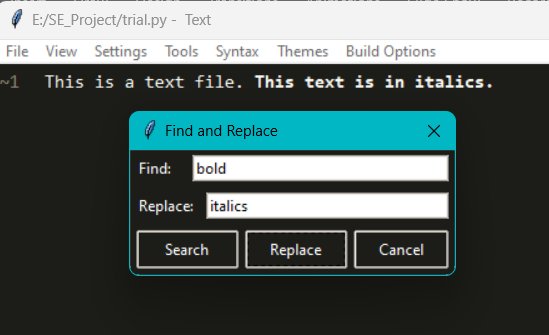 E:/SE_Project/trial.py - Text
File View Settings Tools Syntax Themes Build Options
~1 This is a text file. This text is in italics.
Find and Replace
Find: bold
Replace: italics
Search Replace Cancel